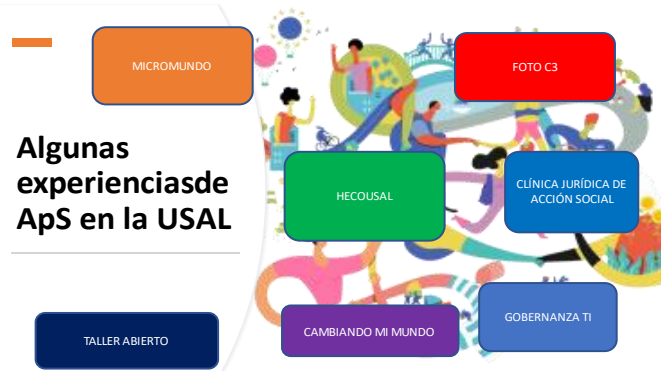 MICROMUNDO
FOTO C3
Algunas
experienciasde
ApS en la USAL
HECOUSAL
CLÍNICA JURÍDICA DE
ACCIÓN SOCIAL
TALLER ABIERTO
CAMBIANDO MI MUNDO
GOBERNANZA TI